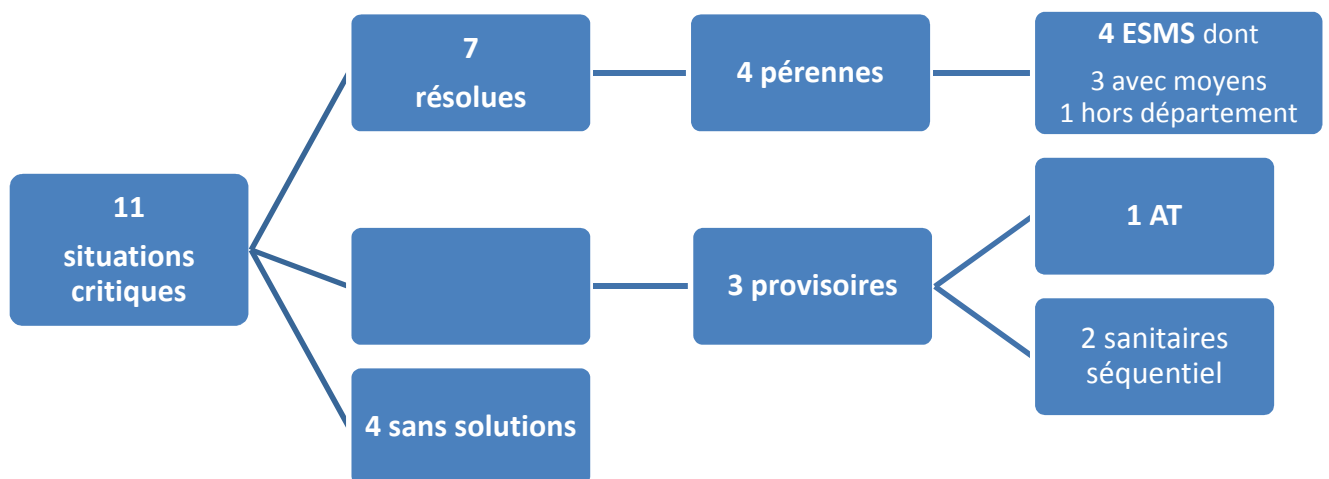 11
situations
critiques
7
résolues
4 pérennes
4 ESMS dont
3 avec moyens
1 hors département
3 provisoires
1 AT
2 sanitaires
séquentiel
4 sans solutions